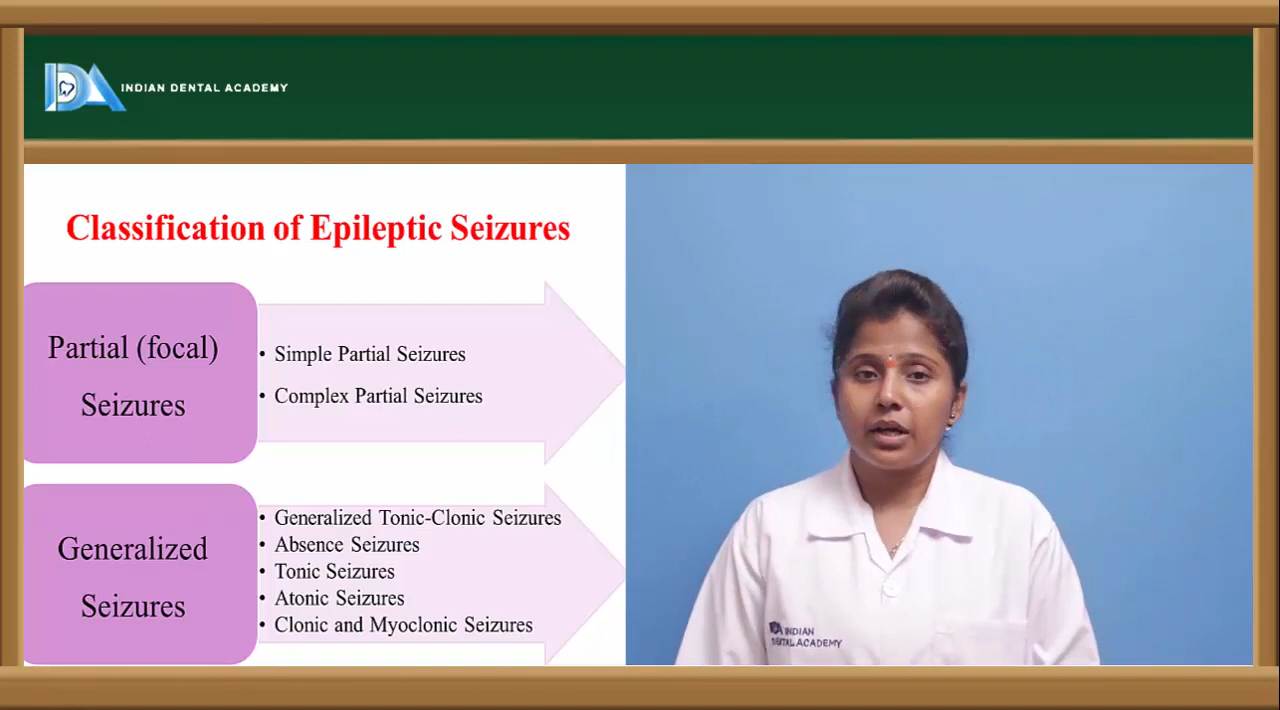 INDIAN DENTAL ACADEMY
Classification of Epileptic Seizures
Partial (focal)
Seizures
• Simple Partial Seizures
• Complex Partial Seizures
Generalized
Seizures
• Generalized Tonic-Clonic Seizures
• Absence Seizures
• Tonic Seizures
• Atonic Seizures
• Clonic and Myoclonic Seizures
INDIAN
DENTAL ACADEMY